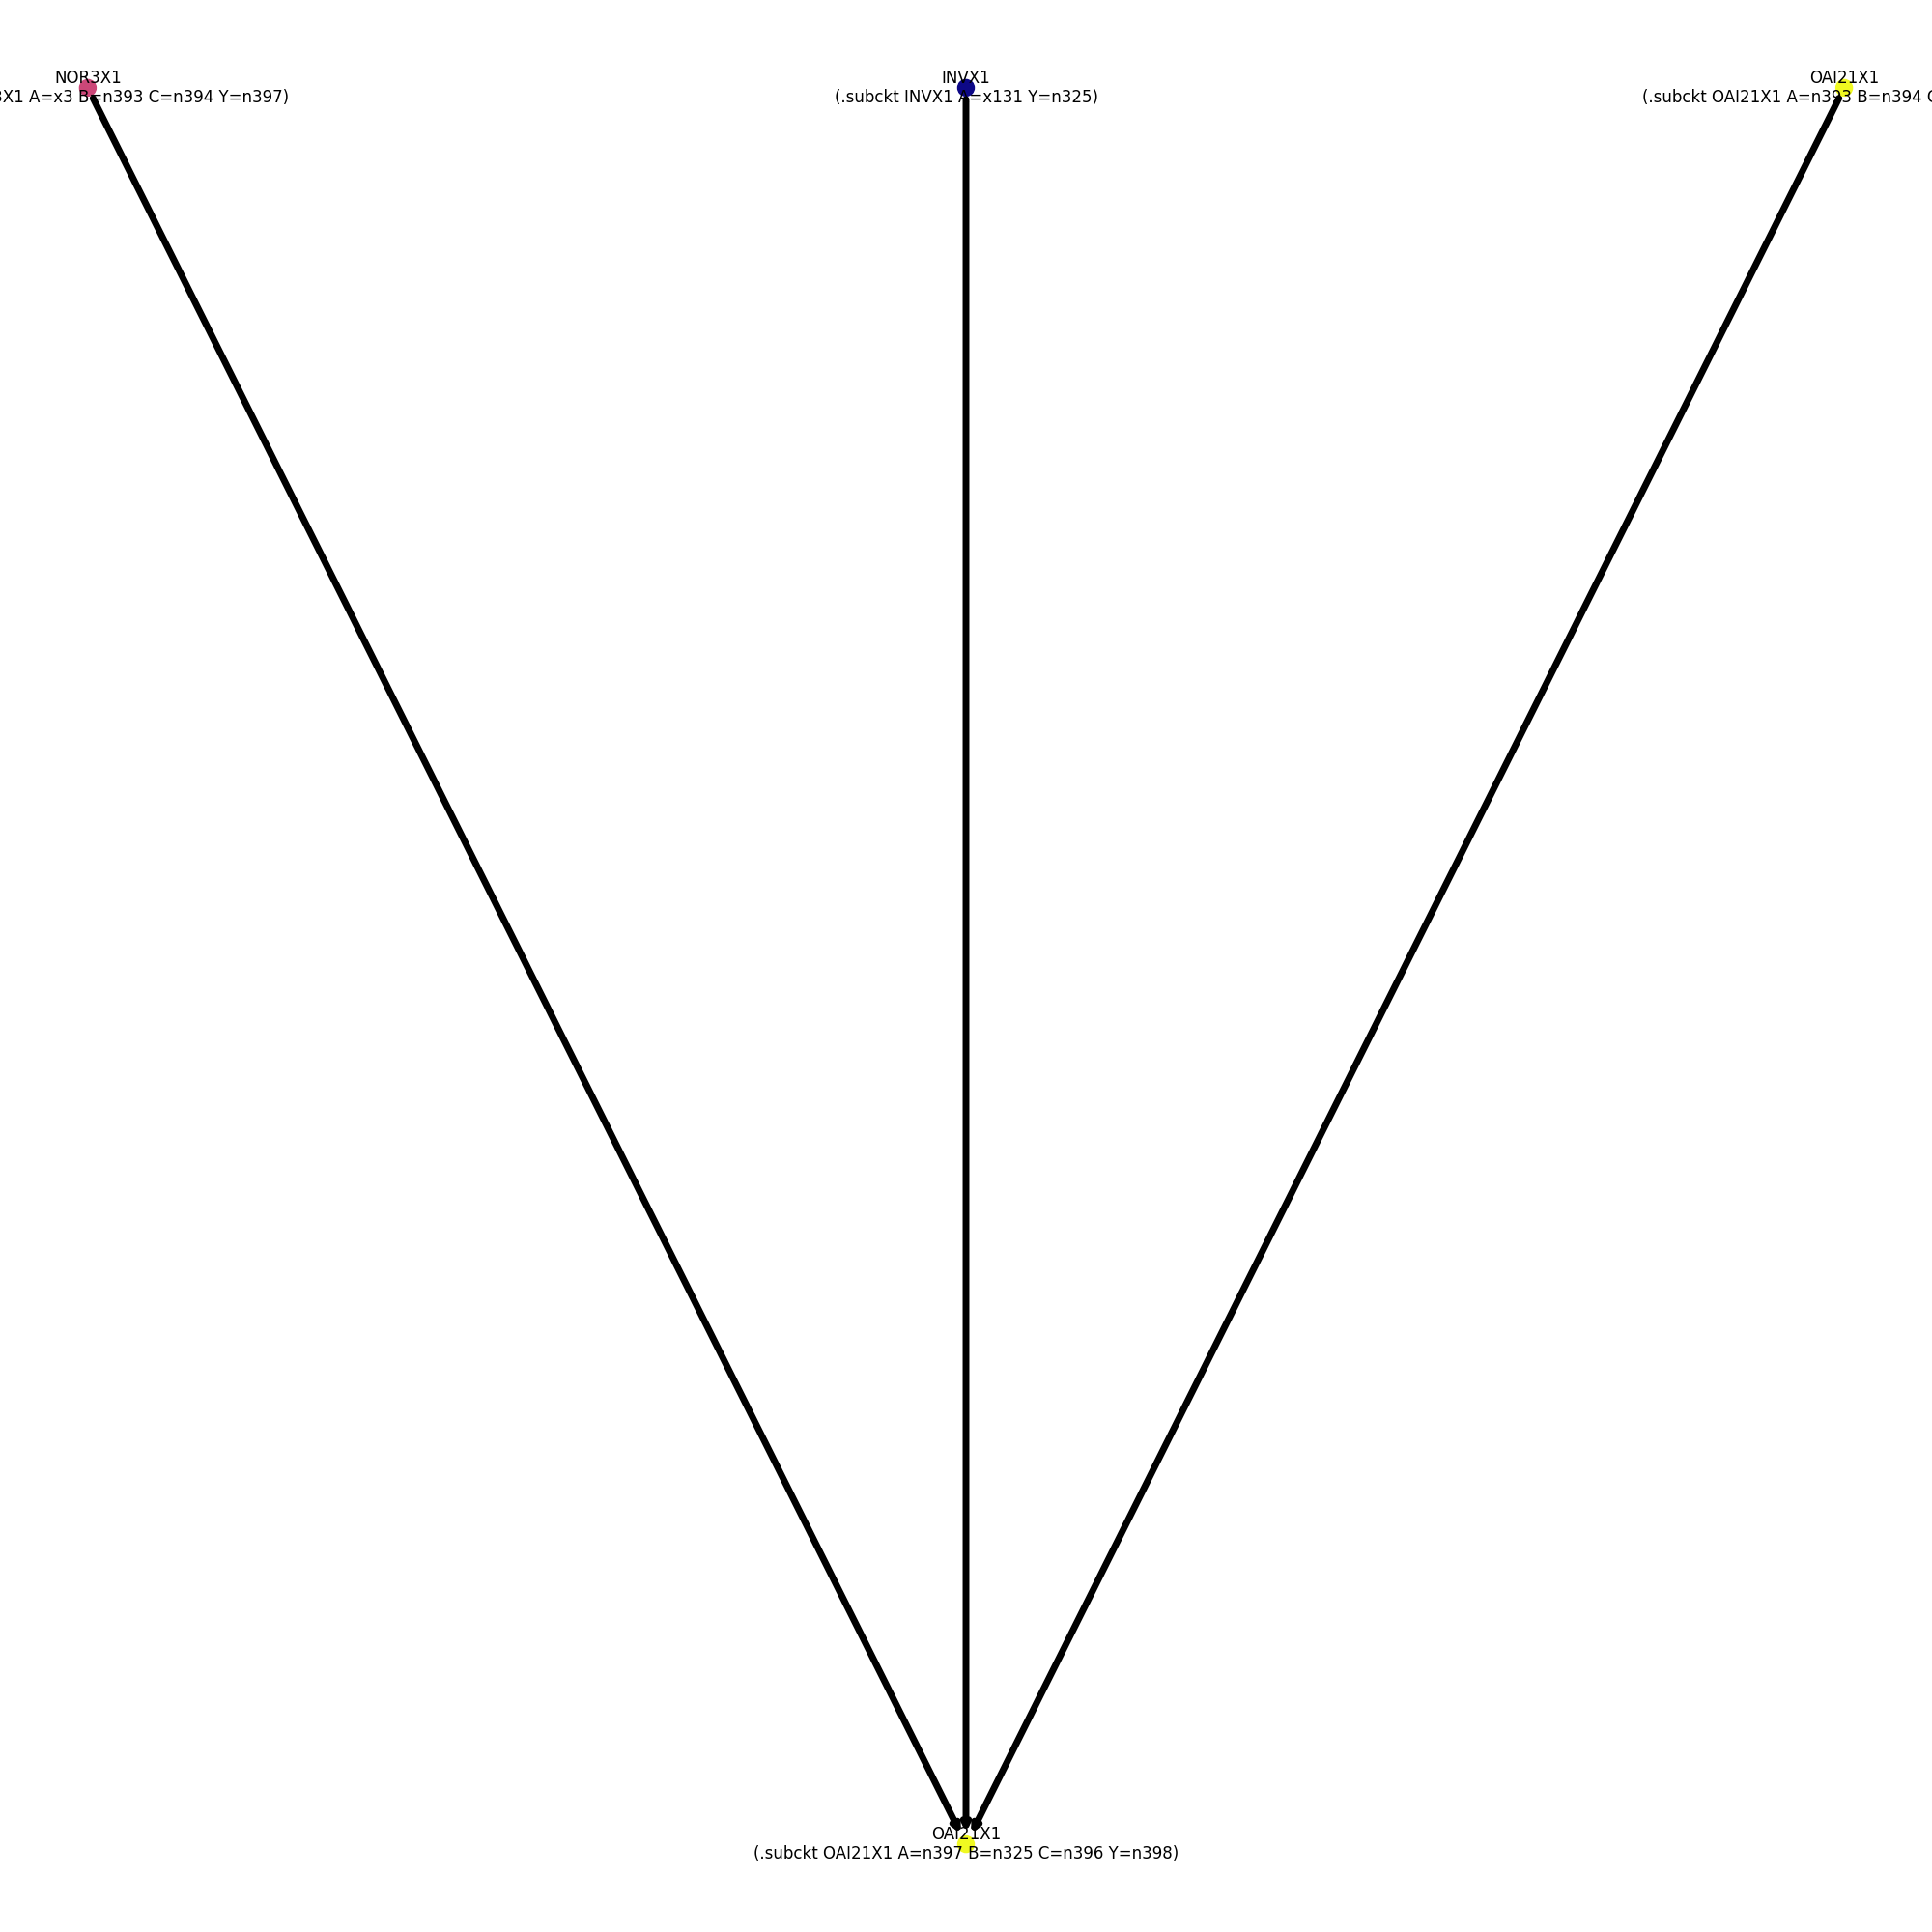 NOR3X1
A=x3 B=n393 C=n394 Y=n397)
INVX1
(.subckt INVX1 A=x131 Y=n325)
OAI21X1
(.subckt OAI21X1 A=n393 B=n394
OAI21X1
(.subckt OAI21X1 A=n397 B=n325 C=n396 Y=n398)